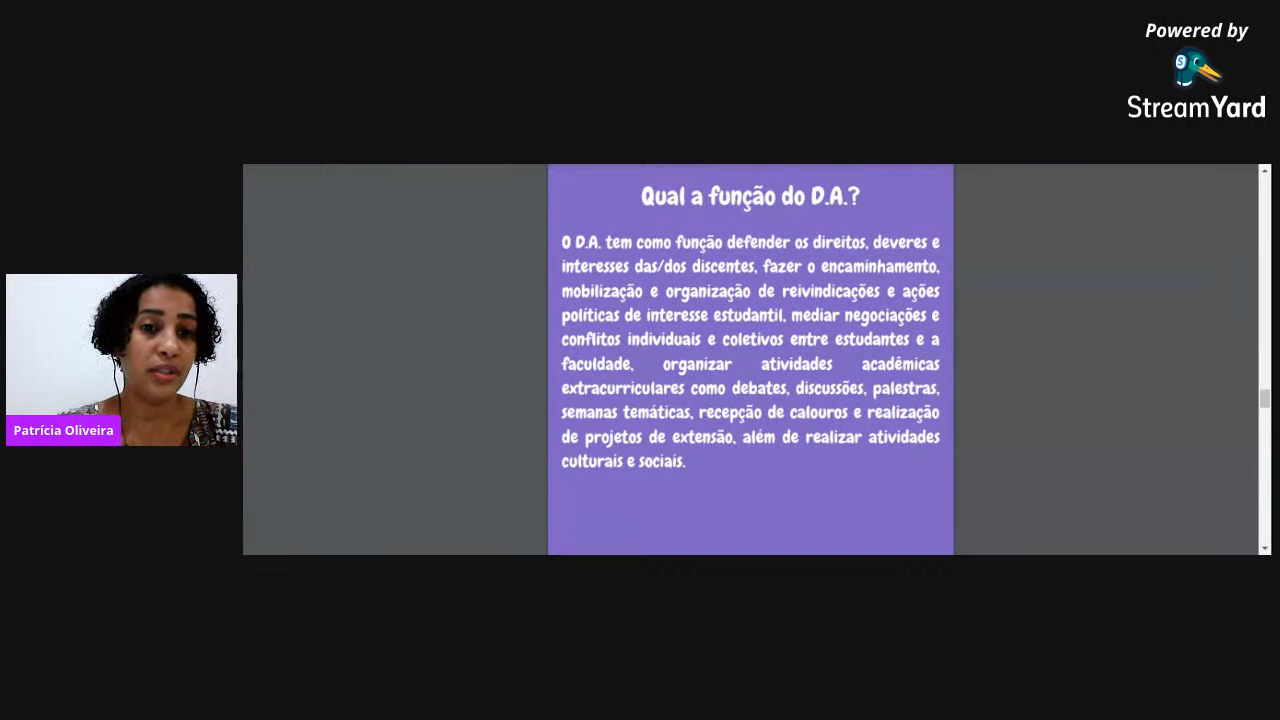 Powered by
StreamYard
Qual a função do D.A.?
O D.A. tem como função defender os direitos, deveres e
interesses das/dos discentes, fazer o encaminhamento,
mobilização e organização de reivindicações e ações
políticas de interesse estudantil, mediar negociações e
conflitos individuais e coletivos entre estudantes e a
faculdade, organizar atividades acadêmicas
extracurriculares como debates, discussões, palestras,
semanas temáticas, recepção de calouros e realização
de projetos de extensão, além de realizar atividades
culturais e sociais.
Patrícia Oliveira